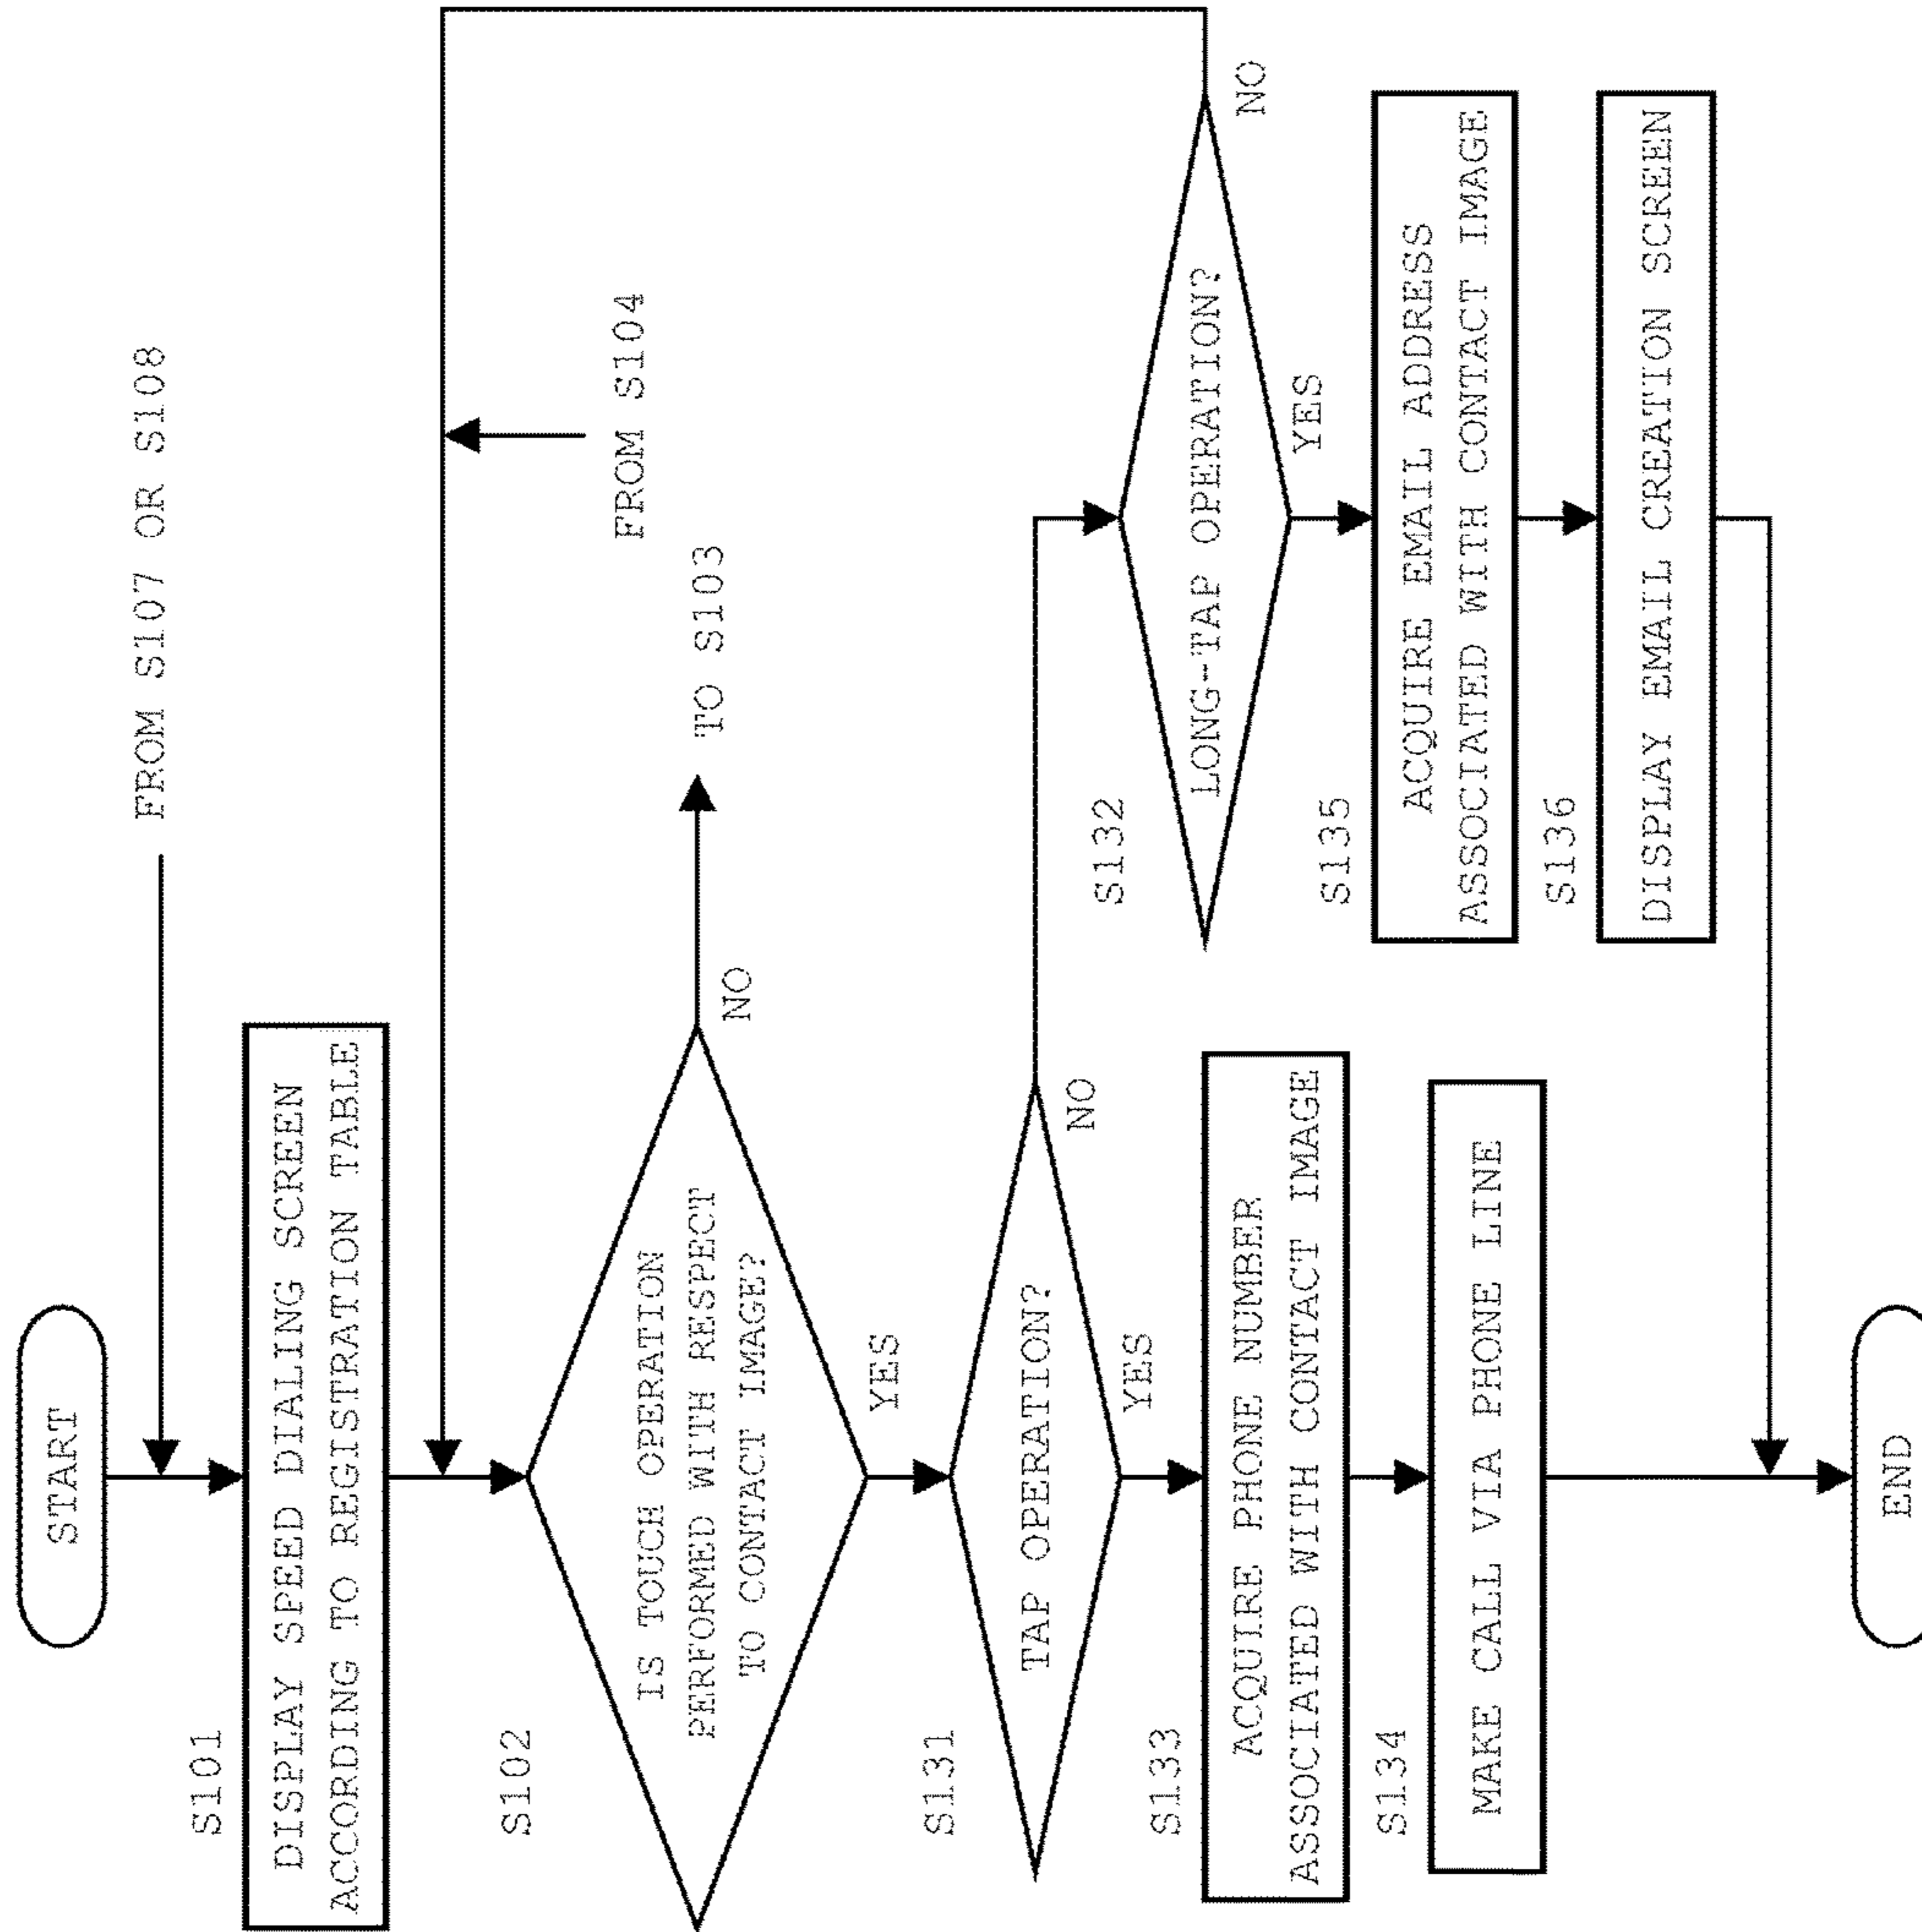 START
FROM S107 OR S108
S101
DISPLAY SPEED DIALING SCREEN
ACCORDING TO REGISTRATION TABLE
S102
IS TOUCH OPERATION
PERFORMED WITH RESPECT
TO CONTACT IMAGE?
NO
TO S103
FROM S104
YES
S131
TAP OPERATION?
NO
YES
S132
LONG-TAP OPERATION?
NO
YES
S133
ACQUIRE PHONE NUMBER
ASSOCIATED WITH CONTACT IMAGE
S134
MAKE CALL VIA PHONE LINE
S135
ACQUIRE EMAIL ADDRESS
ASSOCIATED WITH CONTACT IMAGE
S136
DISPLAY EMAIL CREATION SCREEN
END